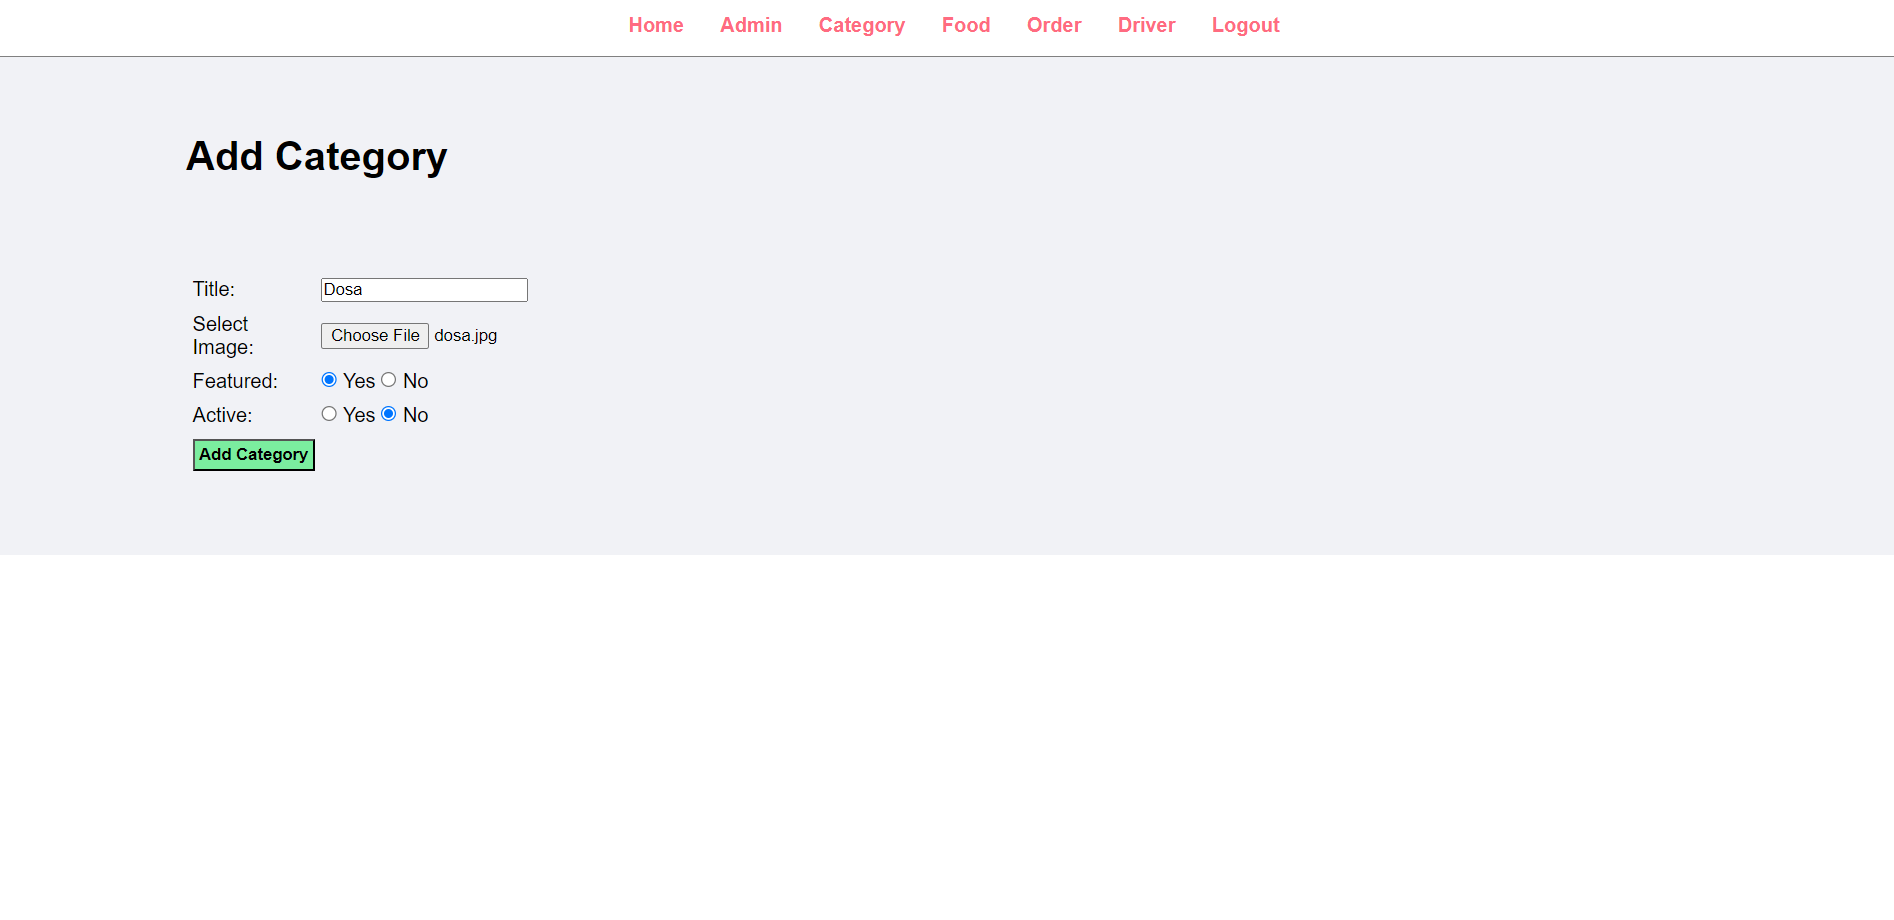 Home Admin Category Food Order Driver Logout
Add Category
Title: Dosa
Select
Image: Choose File dosa.jpg
Featured: Yes No
Active: Yes No
Add Category